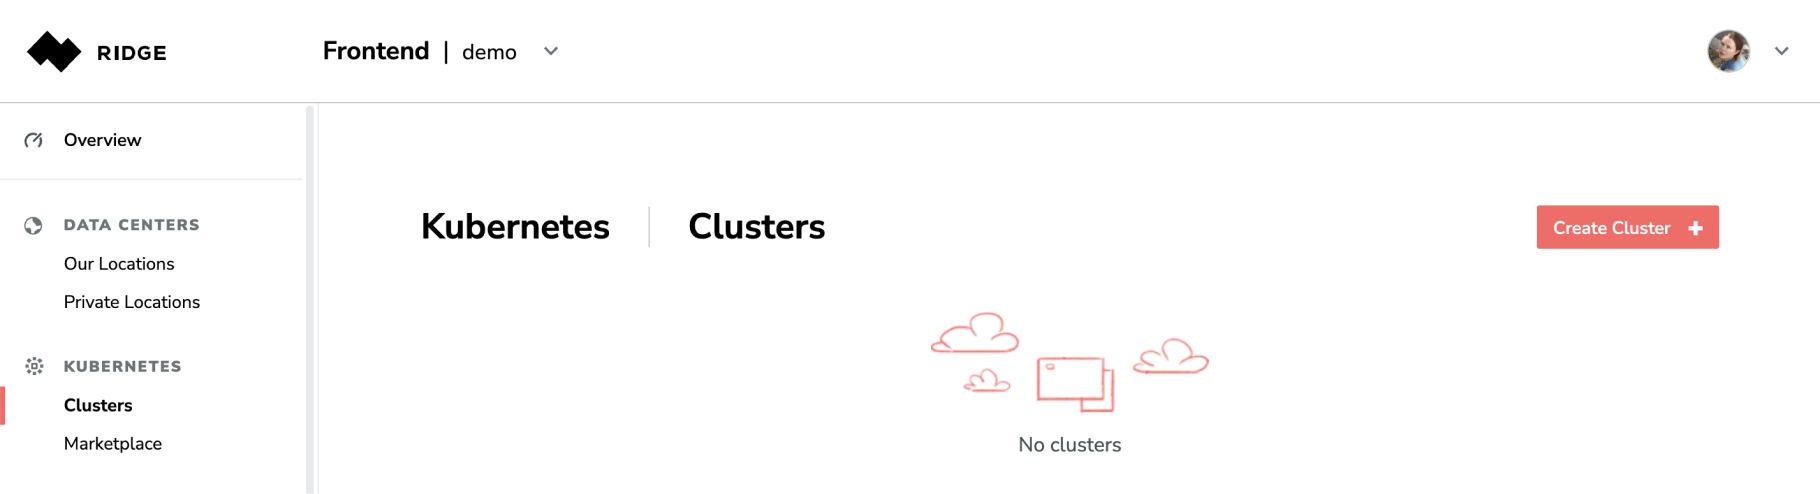 RIDGE
Frontend | demo
Overview
DATA CENTERS
Our Locations
Private Locations
KUBERNETES
Clusters
Marketplace
Kubernetes
Clusters
Create Cluster
No clusters